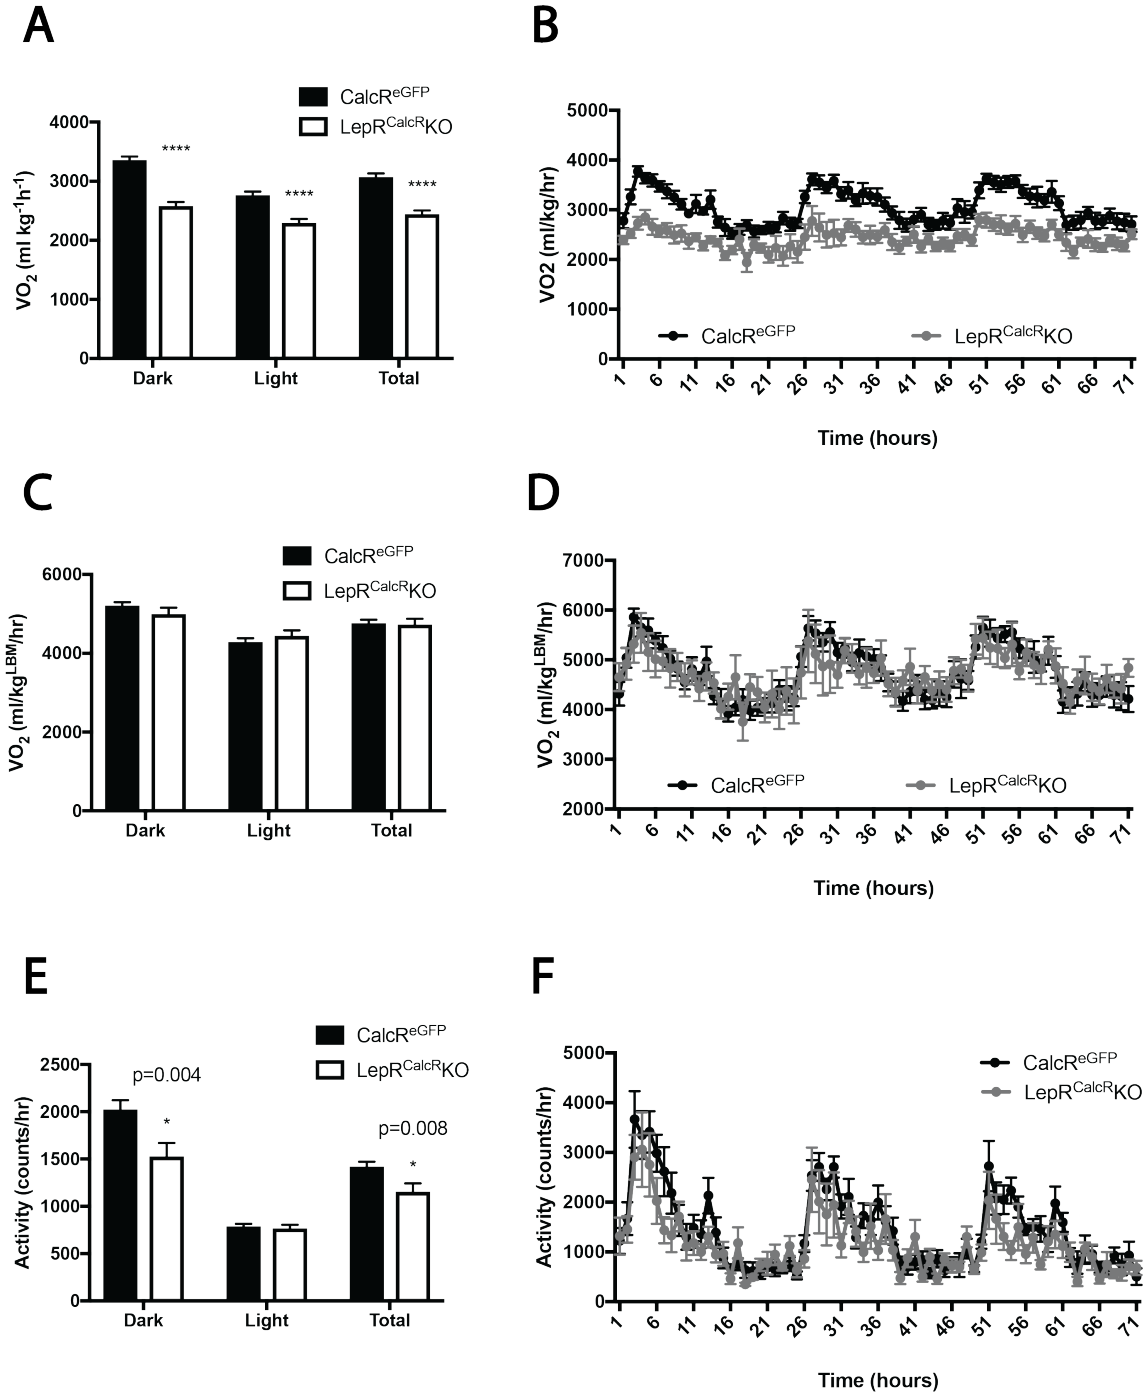 A
CalcR^eGFP
LepR^CalcR KO
VO2 (ml kg-1h-1)
4000
3000
2000
1000
0
****
****
****
Dark
Light
Total
B
VO2 (ml/kg/hr)
5000
4000
3000
2000
1000
0
CalcR^eGFP
LepR^CalcR KO
1 6 11 16 21 26 31 36 41 46 51 56 61 66 71
Time (hours)
C
CalcR^eGFP
LepR^CalcR KO
VO2 (ml/kg^LBM/hr)
6000
4000
2000
0
Dark
Light
Total
D
VO2 (ml/kg^LBM/hr)
7000
6000
5000
4000
3000
2000
CalcR^eGFP
LepR^CalcR KO
1 6 11 16 21 26 31 36 41 46 51 56 61 66 71
Time (hours)
E
CalcR^eGFP
LepR^CalcR KO
Activity (counts/hr)
2500
2000
1500
1000
500
0
p=0.004
*
p=0.008
*
Dark
Light
Total
F
CalcR^eGFP
LepR^CalcR KO
Activity (counts/hr)
5000
4000
3000
2000
1000
0
1 6 11 16 21 26 31 36 41 46 51 56 61 66 71
Time (hours)